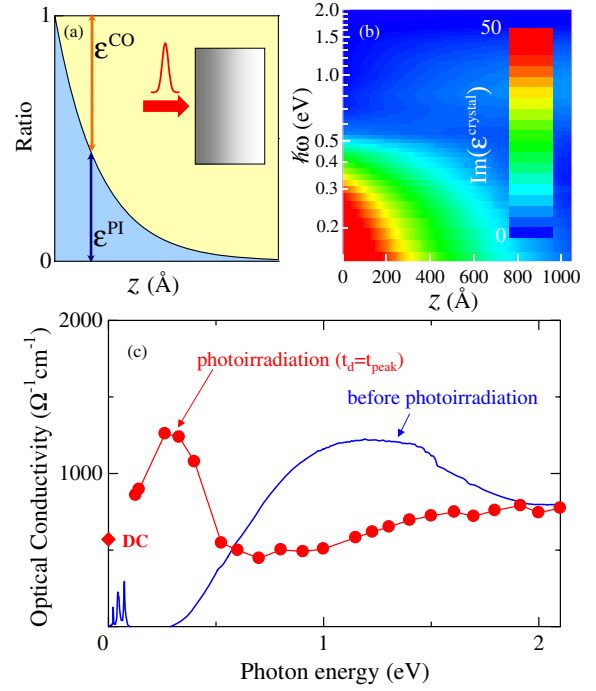 (a)
1
ε^CO
ε^PI
0
Ratio
z (Å)
(b)
2.0
1.5
1.0
0.5
0.4
0.3
0.2
ħω (eV)
50
Im(ε^crystal)
0
0 200 400 600 800 1000
z (Å)
(c)
2000
1000
0
photoirradiation (t_d=t_peak)
before photoirradiation
DC
Optical Conductivity (Ω^-1cm^-1)
0 1 2
Photon energy (eV)